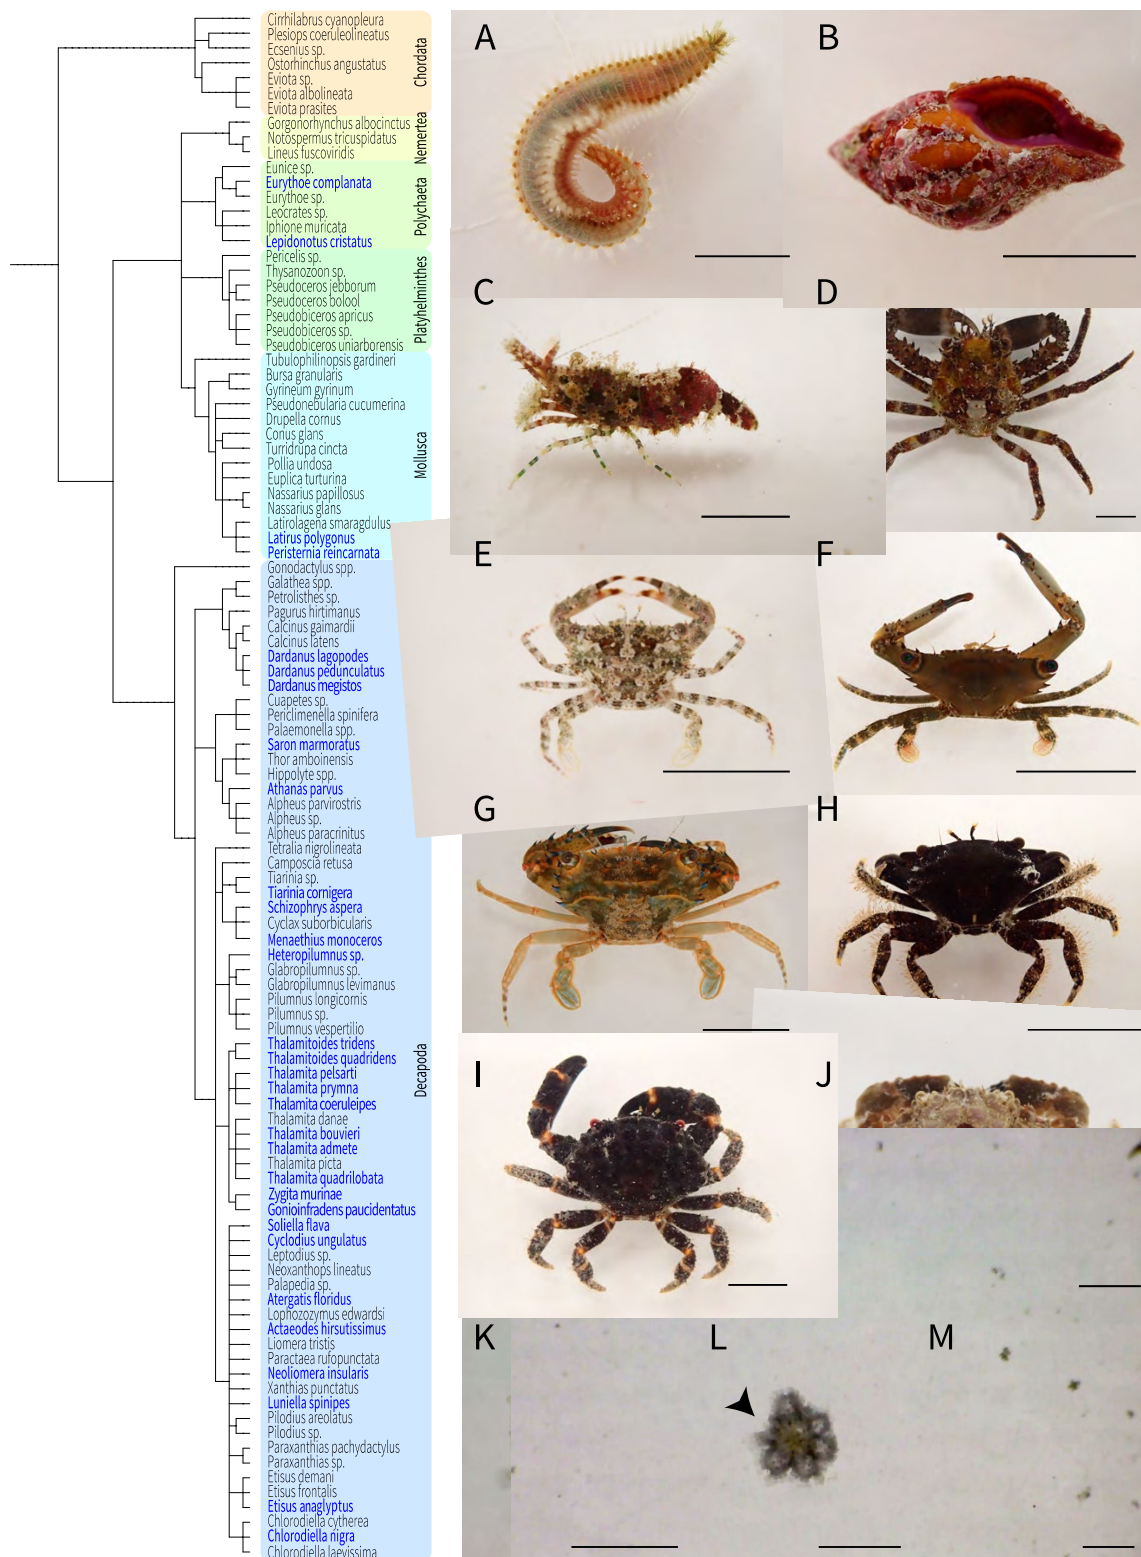 Cirrhilabrus cyanopleura
Plesiops coeruleolineatus
Ecsenius sp.
Ostorhinchus angustatus
Eviota sp.
Eviota albolineata
Eviota prasites
Chordata
Gorgonorhynchus albocinctus
Notospermus tricuspidatus
Lineus fuscoviridis
Nemertea
Eunice sp.
Eurythoe complanata
Eurythoe sp.
Leocrates sp.
Iphione muricata
Lepidonotus cristatus
Polychaeta
Pericelis sp.
Thysanozoon sp.
Pseudoceros jebborum
Pseudoceros bolool
Pseudobiceros apricus
Pseudobiceros sp.
Pseudobiceros uniarborensis
Platyhelminthes
Tubulophilinopsis gardineri
Bursa granularis
Gyrineum gyrinum
Pseudonebularia cucumerina
Drupella cornus
Conus glans
Turridrupa cincta
Pollia undosa
Euplica turturina
Nassarius papillosus
Nassarius glans
Latirolagena smaragdulus
Latirus polygonus
Peristernia reincarnata
Mollusca
Gonodactylus spp.
Galathea spp.
Petrolisthes sp.
Pagurus hirtimanus
Calcinus gaimardii
Calcinus latens
Dardanus lagopodes
Dardanus pedunculatus
Dardanus megistos
Cuapetes sp.
Periclimenella spinifera
Palaemonella spp.
Saron marmoratus
Thor amboinensis
Hippolyte spp.
Athanas parvus
Alpheus parvirostris
Alpheus sp.
Alpheus paracrinitus
Tetralia nigrolineata
Camposcia retusa
Tiarinia sp.
Tiarinia cornigera
Schizophrys aspera
Cyclax suborbicularis
Menaethius monoceros
Heteropilumnus sp.
Glabropilumnus sp.
Glabropilumnus levimanus
Pilumnus longicornis
Pilumnus sp.
Pilumnus vespertilio
Thalamitoides tridens
Thalamitoides quadridens
Thalamita pelsarti
Thalamita prymna
Thalamita coeruleipes
Thalamita danae
Thalamita bouvieri
Thalamita admete
Thalamita picta
Thalamita quadrilobata
Zygita murinae
Gonioinfradens paucidentatus
Soliella flava
Cyclodius ungulatus
Leptodius sp.
Neoxanthops lineatus
Palapedia sp.
Atergatis floridus
Lophozozymus edwardsi
Actaeodes hirsutissimus
Liomera tristis
Paractaea rufopunctata
Neoliomera insularis
Xanthias punctatus
Luniella spinipes
Pilodius areolatus
Pilodius sp.
Paraxanthias pachydactylus
Paraxanthias sp.
Etisus demani
Etisus frontalis
Etisus anaglyptus
Chlorodiella cytherea
Chlorodiella nigra
Chlorodiella laevissima
Decapoda
A
B
C
D
E
F
G
H
I
J
K
L
M